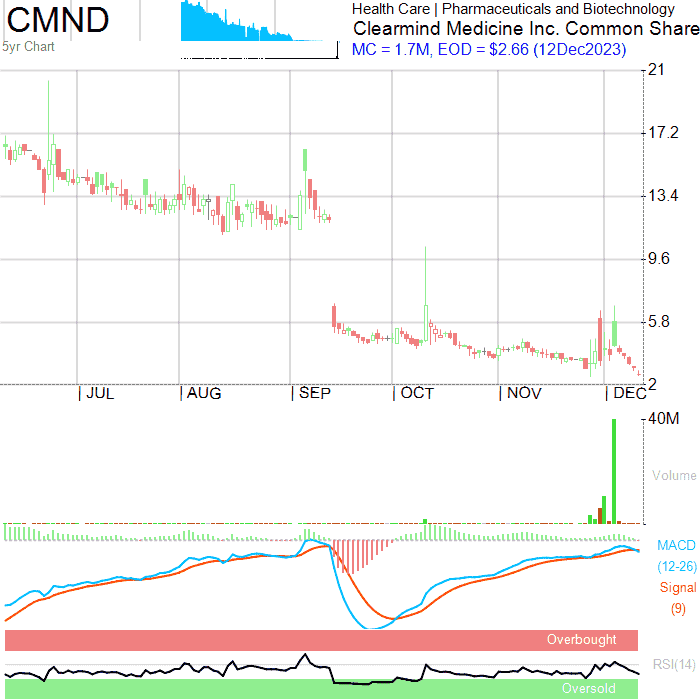 CMND
5yr Chart
Health Care | Pharmaceuticals and Biotechnology
Clearmind Medicine Inc. Common Share
MC = 1.7M, EOD = $2.66 (12Dec2023)
21
17.2
13.4
9.6
5.8
2
JUL AUG SEP OCT NOV DEC
40M
Volume
MACD
(12-26)
Signal
(9)
Overbought
RSI(14)
Oversold